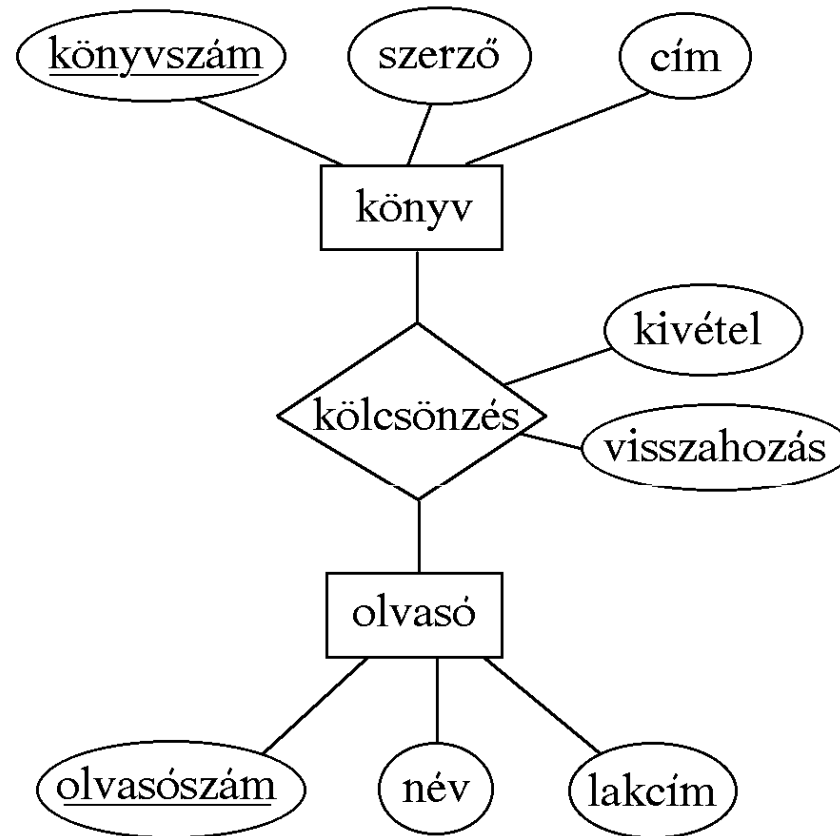 könyvszám
szerző
cím
könyv
kivétel
kölcsönzés
visszahozás
olvasó
olvasószám
név
lakcím